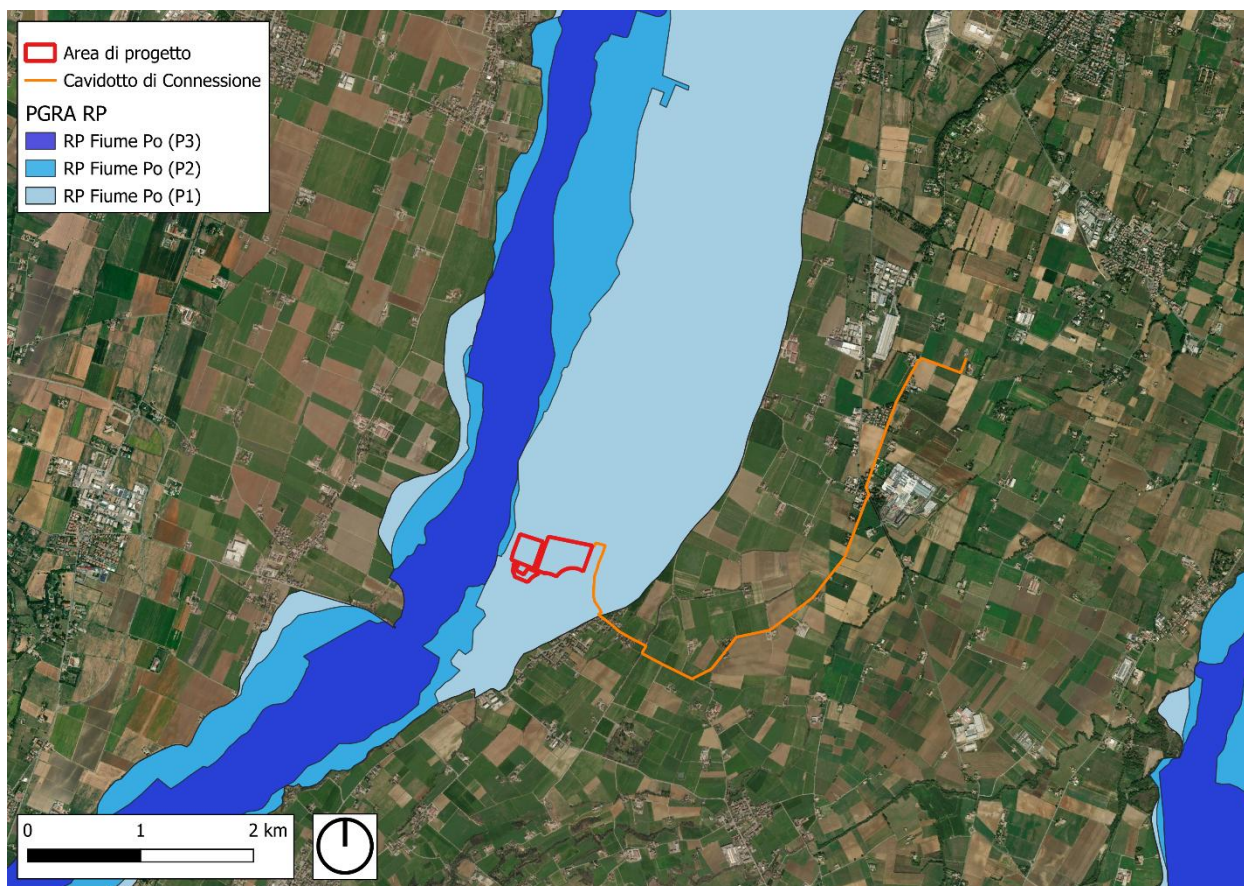 Area di progetto
Cavidotto di Connessione
PGRA RP
RP Fiume Po (P3)
RP Fiume Po (P2)
RP Fiume Po (P1)
0 1 2 km